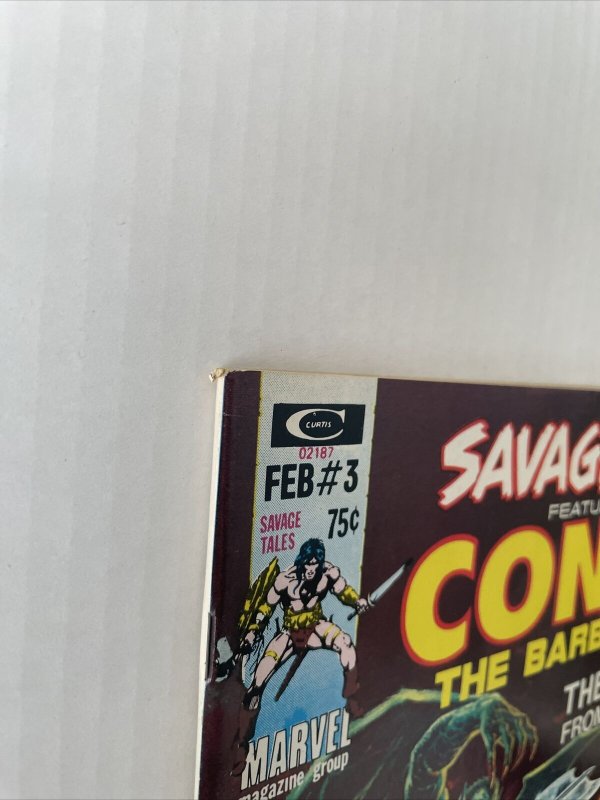 CURTIS
02187
FEB #3
SAVAGE
TALES
75¢
MARVEL
magazine group
SAVAG
FEATU
CON
THE BARB
THE
FROM